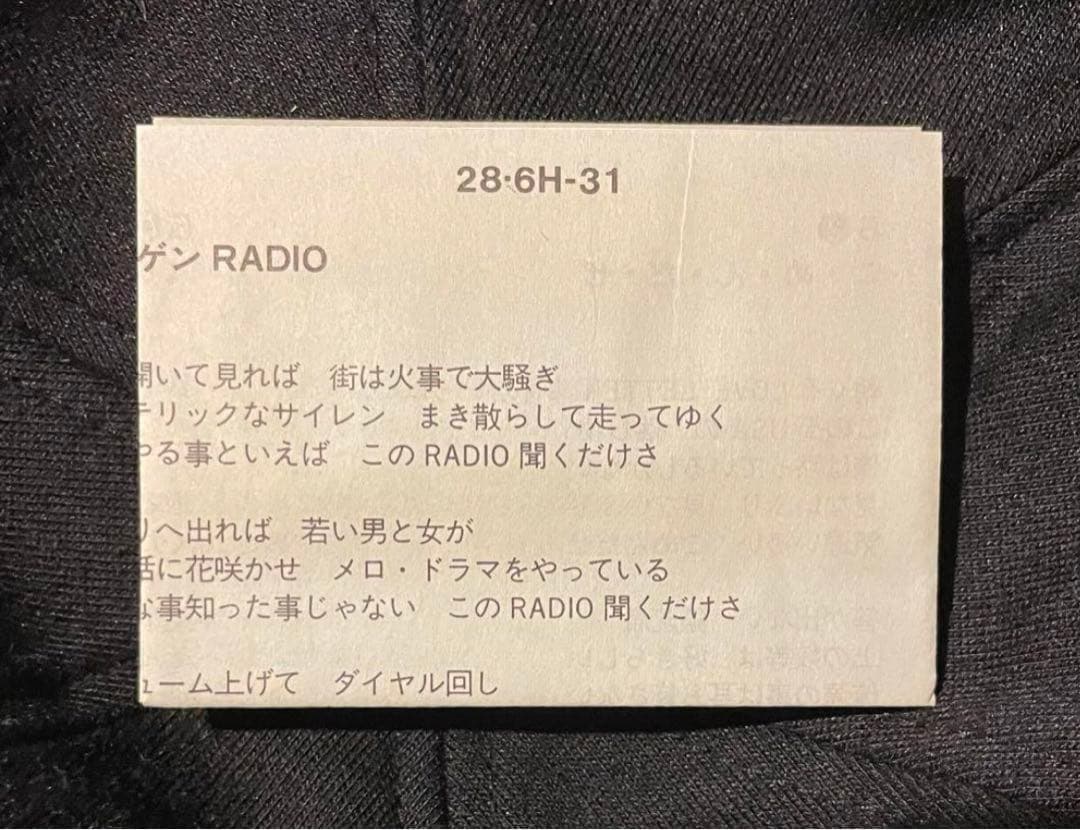 28·6H-31
ゲン RADIO
開いて見れば　街は火事で大騒ぎ
テリックなサイレン　まき散らして走ってゆく
やる事といえば　この RADIO 聞くだけさ
りへ出れば　若い男と女が
話に花咲かせ　メロ・ドラマをやっている
な事知った事じゃない　この RADIO 聞くだけさ
ューム上げて　ダイヤル回し